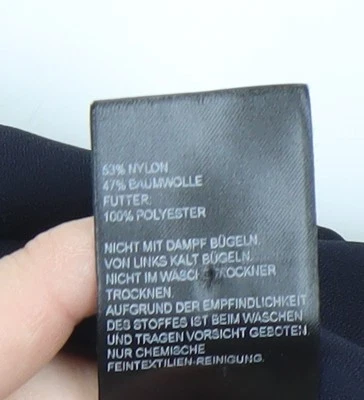 53% NYLON
47% BAUMWOLLE
FUTTER:
100% POLYESTER
NICHT MIT DAMPF BÜGELN.
VON LINKS KALT BÜGELN.
NICHT IM WÄSCHETROCKNER
TROCKNEN.
AUFGRUND DER EMPFINDLICHKEIT
DES STOFFES IST BEIM WASCHEN
UND TRAGEN VORSICHT GEBOTEN.
NUR CHEMISCHE
FEINTEXTILIEN-REINIGUNG.